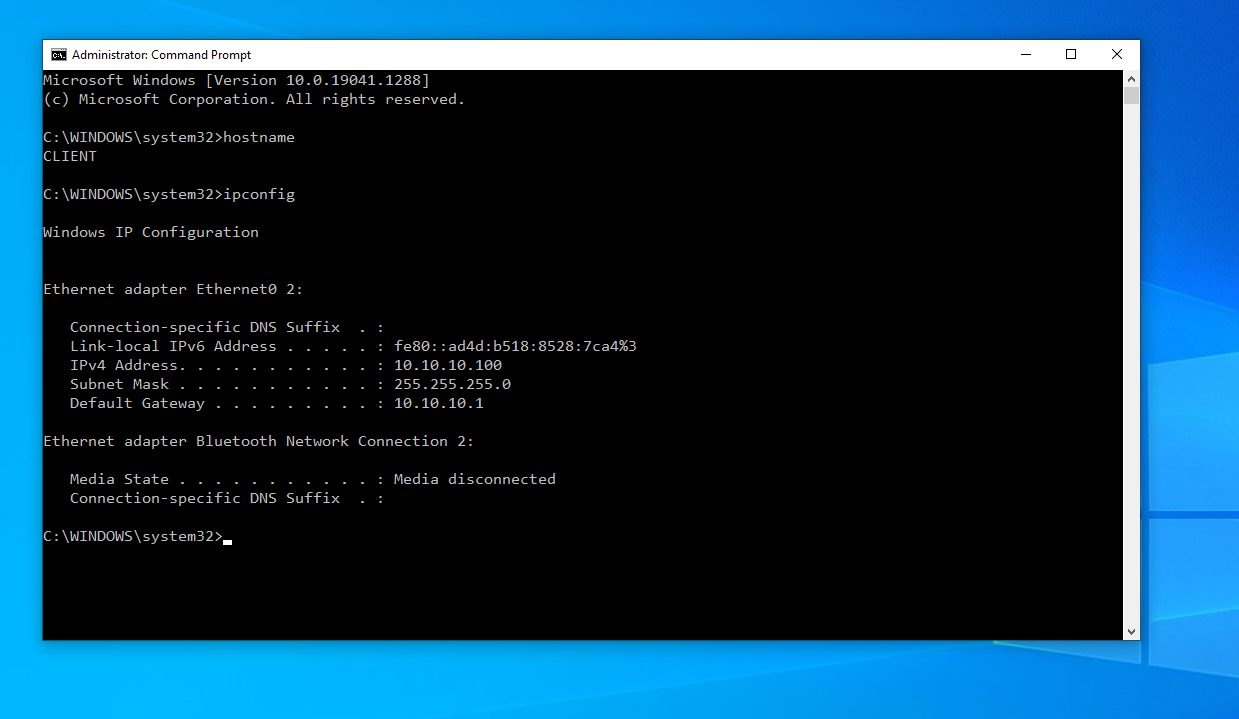 Administrator: Command Prompt
Microsoft Windows [Version 10.0.19041.1288]
(c) Microsoft Corporation. All rights reserved.
C:\WINDOWS\system32>hostname
CLIENT
C:\WINDOWS\system32>ipconfig
Windows IP Configuration
Ethernet adapter Ethernet0 2:
   Connection-specific DNS Suffix  . :
   Link-local IPv6 Address . . . . . : fe80::ad4d:b518:8528:7ca4%3
   IPv4 Address. . . . . . . . . . . : 10.10.10.100
   Subnet Mask . . . . . . . . . . . : 255.255.255.0
   Default Gateway . . . . . . . . . : 10.10.10.1
Ethernet adapter Bluetooth Network Connection 2:
   Media State . . . . . . . . . . . : Media disconnected
   Connection-specific DNS Suffix  . :
C:\WINDOWS\system32>